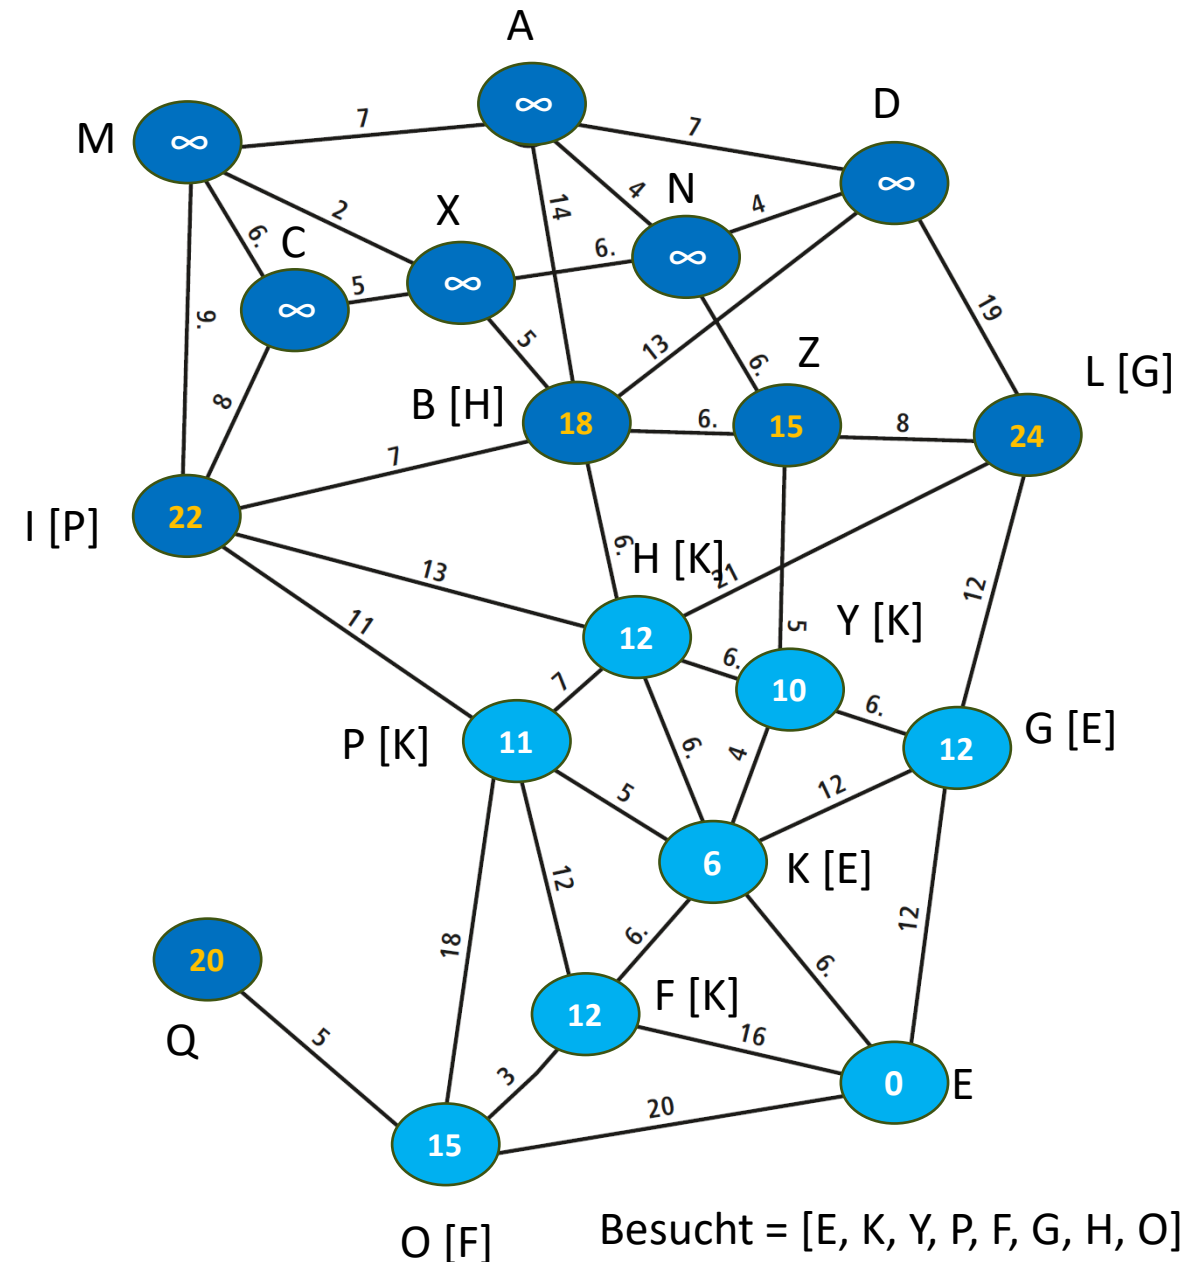 A
∞
D
M
∞
7
7
∞
4
N
14
2
X
4
6.
C
∞
6.
∞
5
∞
9.
19
5
13
6.
Z
8
B [H]
L [G]
18
6.
15
8
24
7
I [P]
22
6.
H [K]
21
13
12
11
5
Y [K]
12
6.
7
10
6.
P [K]
11
G [E]
12
6.
4
5
12
6
K [E]
12
12
18
6.
20
6.
Q
12
F [K]
5
16
3
0
E
20
15
O [F]
Besucht = [E, K, Y, P, F, G, H, O]